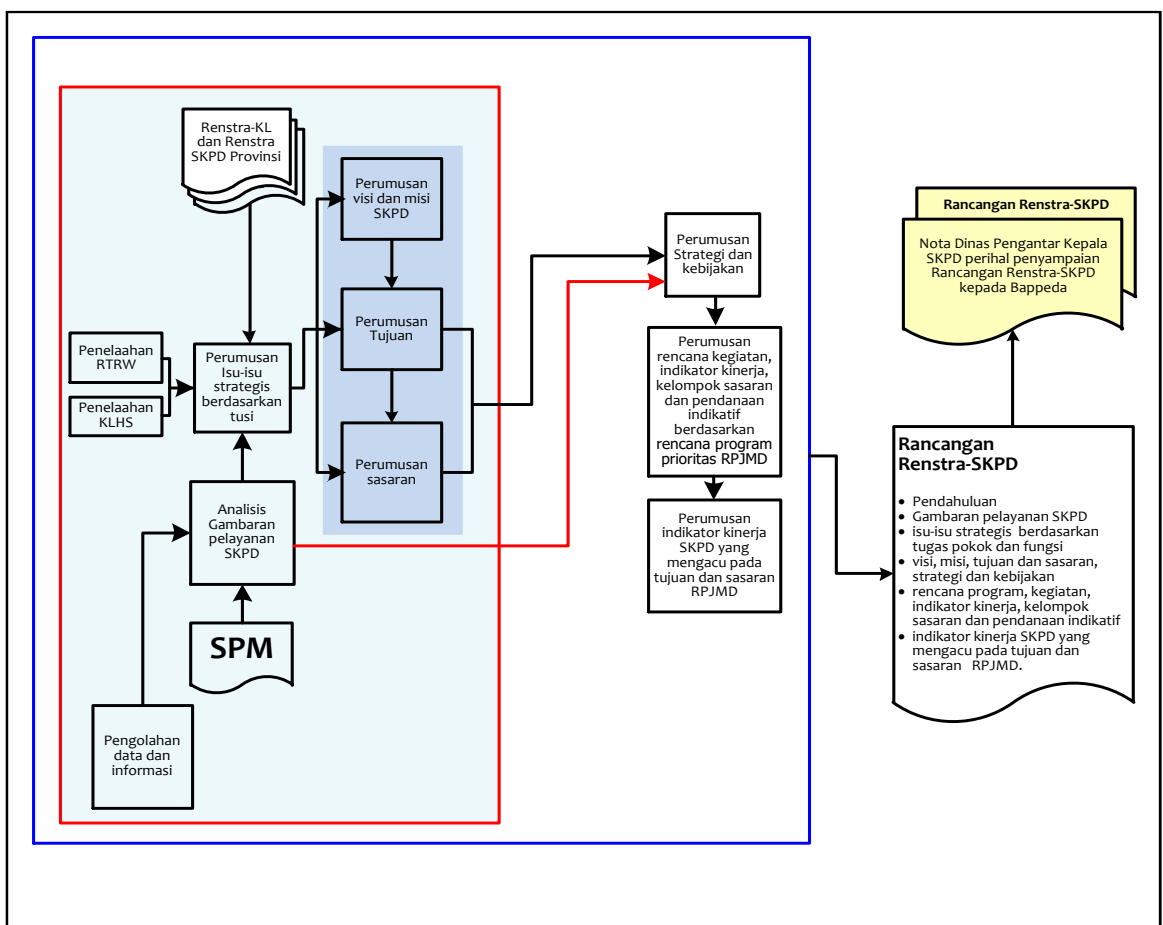 Renstra-KL
dan Renstra
SKPD Provinsi
Perumusan
visi dan misi
SKPD
Perumusan
Tujuan
Perumusan
sasaran
Penelaahan
RTRW
Penelaahan
KLHS
Perumusan
Isu-isu
strategis
berdasarkan
tusi
Analisis
Gambaran
pelayanan
SKPD
SPM
Pengolahan
data dan
informasi
Perumusan
Strategi dan
kebijakan
Perumusan
rencana kegiatan,
indikator kinerja,
kelompok sasaran
dan pendanaan
indikatif
berdasarkan
rencana program
prioritas RPJMD
Perumusan
indikator kinerja
SKPD yang
mengacu pada
tujuan dan sasaran
RPJMD
Rancangan Renstra-SKPD
Nota Dinas Pengantar Kepala
SKPD perihal penyampaian
Rancangan Renstra-SKPD
kepada Bappeda
Rancangan
Renstra-SKPD
• Pendahuluan
• Gambaran pelayanan SKPD
• isu-isu strategis berdasarkan
tugas pokok dan fungsi
• visi, misi, tujuan dan sasaran,
strategi dan kebijakan
• rencana program, kegiatan,
indikator kinerja, kelompok
sasaran dan pendanaan indikatif
• indikator kinerja SKPD yang
mengacu pada tujuan dan
sasaran RPJMD.